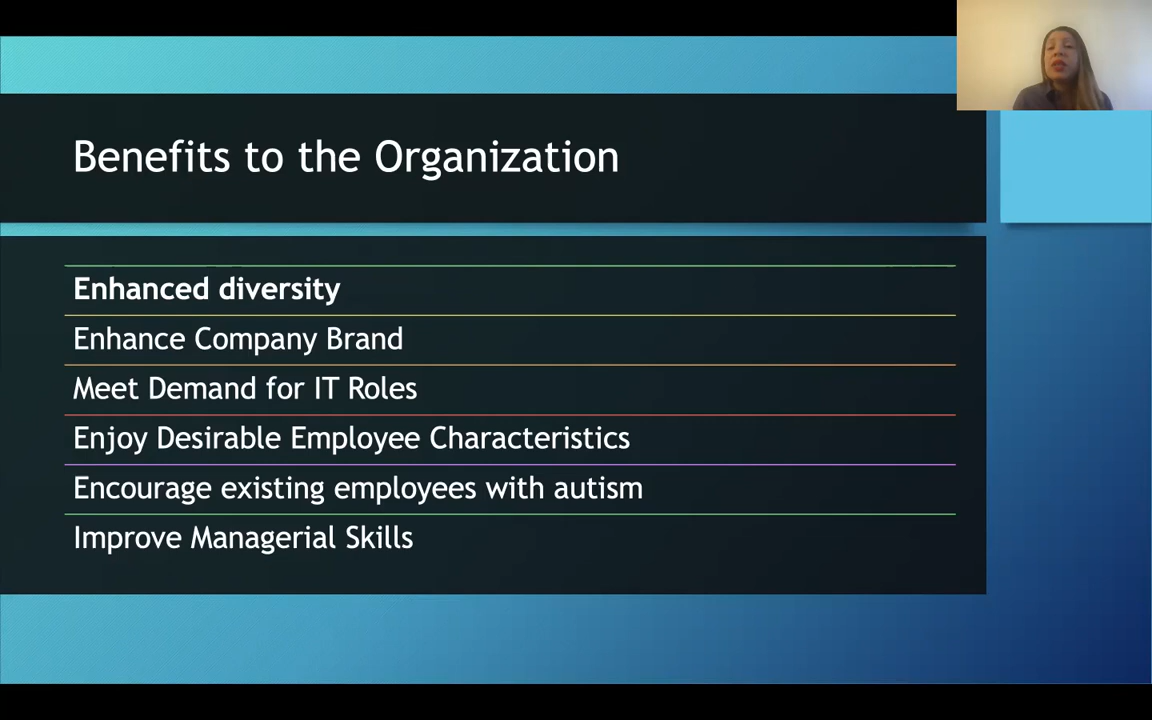 Benefits to the Organization
Enhanced diversity
Enhance Company Brand
Meet Demand for IT Roles
Enjoy Desirable Employee Characteristics
Encourage existing employees with autism
Improve Managerial Skills